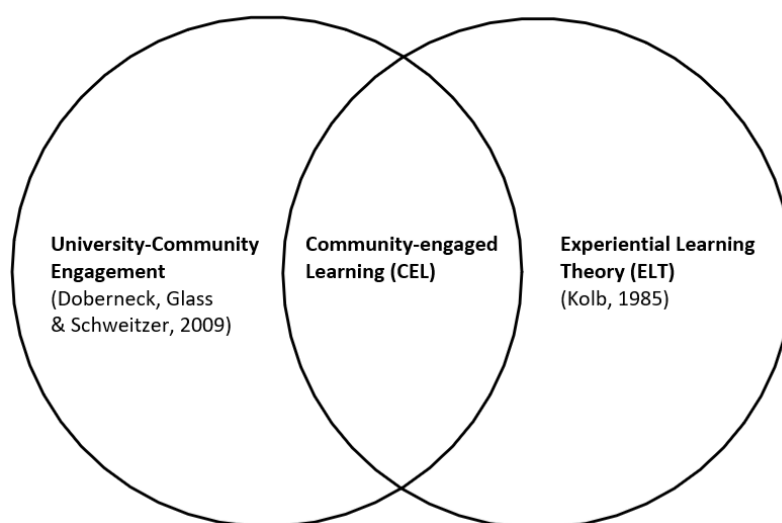 University-Community
Engagement
(Doberneck, Glass
& Schweitzer, 2009)
Community-engaged
Learning (CEL)
Experiential Learning
Theory (ELT)
(Kolb, 1985)